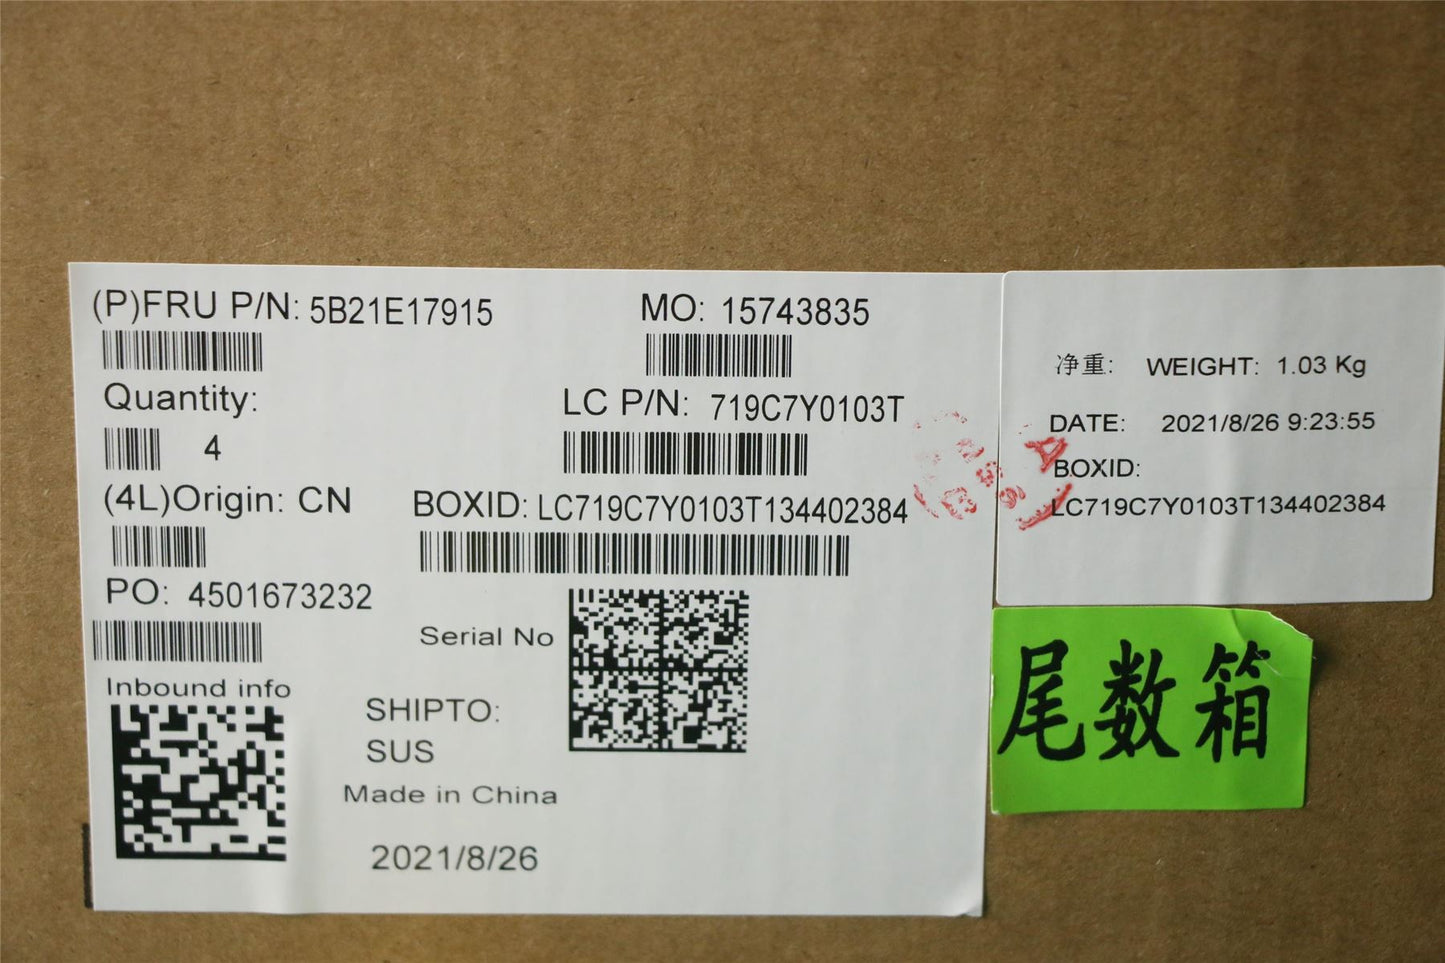 (P)FRU P/N: 5B21E17915
MO: 15743835
Quantity:
4
LC P/N: 719C7Y0103T
(4L)Origin: CN
BOXID: LC719C7Y0103T134402384
PO: 4501673232
Serial No
Inbound info
SHIPTO:
SUS
Made in China
2021/8/26
净重: WEIGHT: 1.03 Kg
DATE: 2021/8/26 9:23:55
BOXID:
LC719C7Y0103T134402384
尾数箱